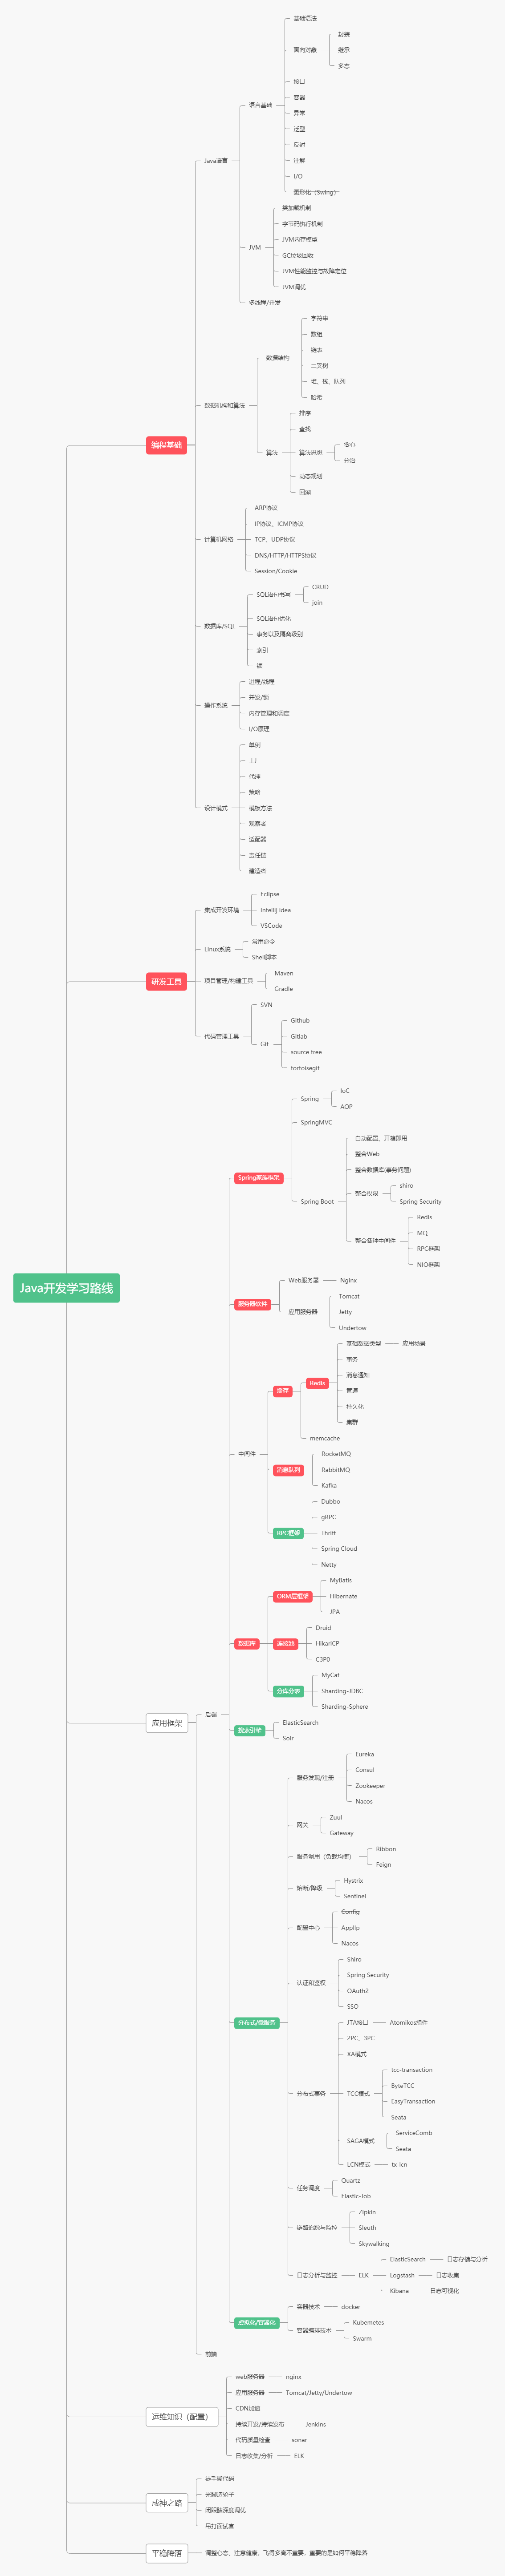 Java开发学习路线
编程基础
Java语言
语言基础
基础语法
面向对象
封装
继承
多态
接口
容器
异常
泛型
反射
注解
I/O
图形化（Swing）
JVM
类加载机制
字节码执行机制
JVM内存模型
GC垃圾回收
JVM性能监控与故障定位
JVM调优
多线程/并发
数据机构和算法
数据结构
字符串
数组
链表
二叉树
堆、栈、队列
哈希
算法
排序
查找
算法思想
贪心
分治
动态规划
回溯
计算机网络
ARP协议
IP协议、ICMP协议
TCP、UDP协议
DNS/HTTP/HTTPS协议
Session/Cookie
数据库/SQL
SQL语句书写
CRUD
join
SQL语句优化
事务以及隔离级别
索引
锁
操作系统
进程/线程
并发/锁
内存管理和调度
I/O原理
设计模式
单例
工厂
代理
策略
模板方法
观察者
适配器
责任链
建造者
研发工具
集成开发环境
Eclipse
Intellij idea
VSCode
Linux系统
常用命令
Shell脚本
项目管理/构建工具
Maven
Gradle
代码管理工具
SVN
Git
Github
Gitlab
source tree
tortoisegit
应用框架
后端
Spring家族框架
Spring
IoC
AOP
SpringMVC
Spring Boot
自动配置、开箱即用
整合Web
整合数据库(事务问题)
整合权限
shiro
Spring Security
整合各种中间件
Redis
MQ
RPC框架
NIO框架
服务器软件
Web服务器
Nginx
应用服务器
Tomcat
Jetty
Undertow
中间件
缓存
Redis
基础数据类型
应用场景
事务
消息通知
管道
持久化
集群
memcache
消息队列
RocketMQ
RabbitMQ
Kafka
RPC框架
Dubbo
gRPC
Thrift
Spring Cloud
Netty
数据库
ORM层框架
MyBatis
Hibernate
JPA
连接池
Druid
HikariCP
C3P0
分库分表
MyCat
Sharding-JDBC
Sharding-Sphere
搜索引擎
ElasticSearch
Solr
分布式/微服务
服务发现/注册
Eureka
Consul
Zookeeper
Nacos
网关
Zuul
Gateway
服务调用（负载均衡）
Ribbon
Feign
熔断/降级
Hystrix
Sentinel
配置中心
Config
Apollp
Nacos
认证和鉴权
Shiro
Spring Security
OAuth2
SSO
分布式事务
JTA接口
Atomikos组件
2PC、3PC
XA模式
TCC模式
tcc-transaction
ByteTCC
EasyTransaction
Seata
SAGA模式
ServiceComb
Seata
LCN模式
tx-lcn
任务调度
Quartz
Elastic-Job
链路追踪与监控
Zipkin
Sleuth
Skywalking
日志分析与监控
ELK
ElasticSearch
日志存储与分析
Logstash
日志收集
Kibana
日志可视化
虚拟化/容器化
容器技术
docker
容器编排技术
Kubernetes
Swarm
前端
运维知识（配置）
web服务器
nginx
应用服务器
Tomcat/Jetty/Undertow
CDN加速
持续开发/持续发布
Jenkins
代码质量检查
sonar
日志收集/分析
ELK
成神之路
徒手撕代码
光脚造轮子
闭眼睛深度调优
吊打面试官
平稳降落
调整心态、注意健康，飞得多高不重要，重要的是如何平稳降落